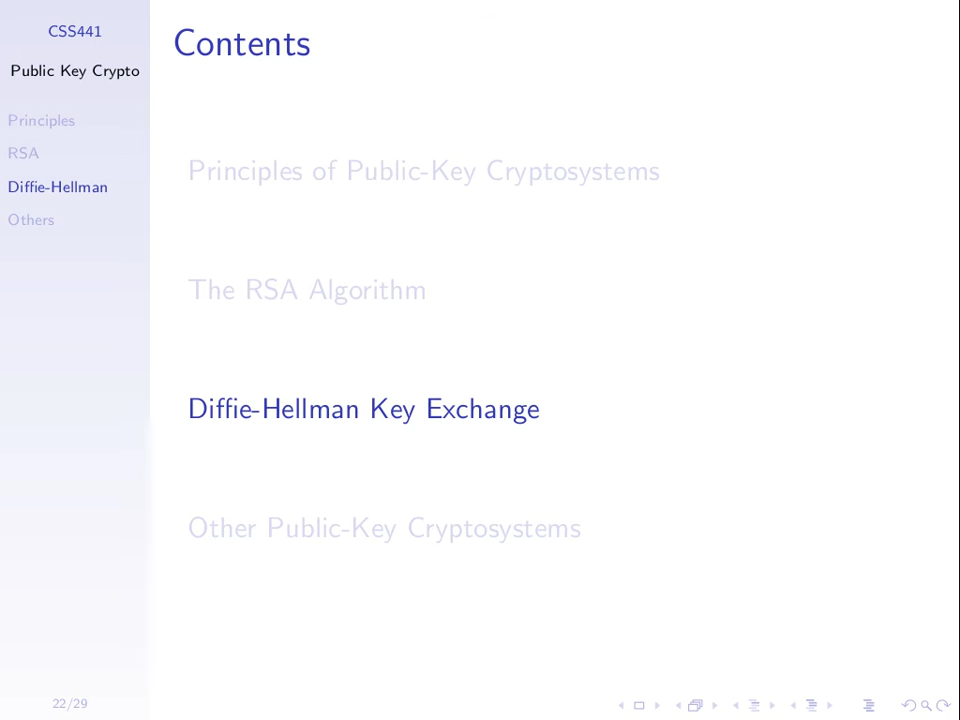 CSS441
Public Key Crypto
Principles
RSA
Diffie-Hellman
Others
Contents
Principles of Public-Key Cryptosystems
The RSA Algorithm
Diffie-Hellman Key Exchange
Other Public-Key Cryptosystems
22/29